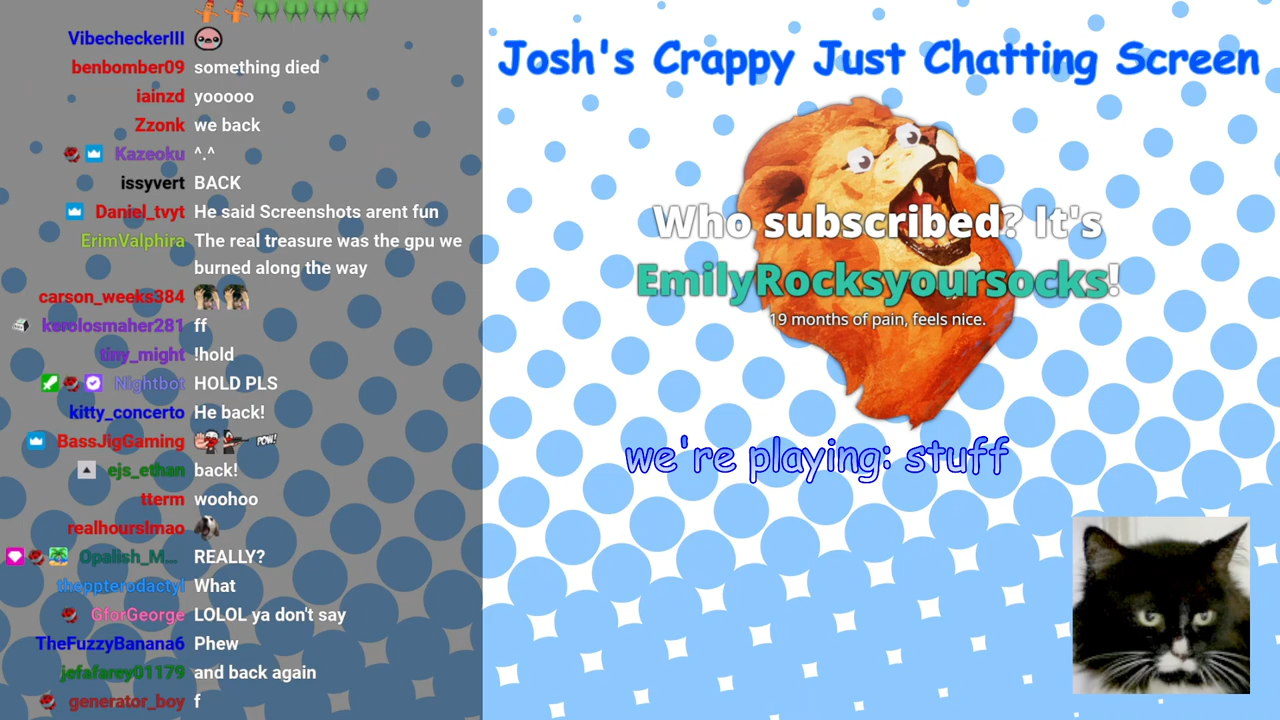 VibecheckerIII
benbomber09 something died
iainzd yooooo
Zzonk we back
Kazeoku ^.^
issyvert BACK
Daniel_tvyt He said Screenshots arent fun
ErimValphira The real treasure was the gpu we
burned along the way
carson_weeks384
kerolosmaher281 ff
tiny_might !hold
Nightbot HOLD PLS
kitty_concerto He back!
BassJigGaming POW!
ejs_ethan back!
tterm woohoo
realhourslmao
Opalish_M... REALLY?
theppterodactyl What
GforGeorge LOLOL ya don't say
TheFuzzyBanana6 Phew
jefafarey01179 and back again
generator_boy f
Josh's Crappy Just Chatting Screen
Who subscribed? It's
EmilyRocksyoursocks!
19 months of pain, feels nice.
we're playing: stuff